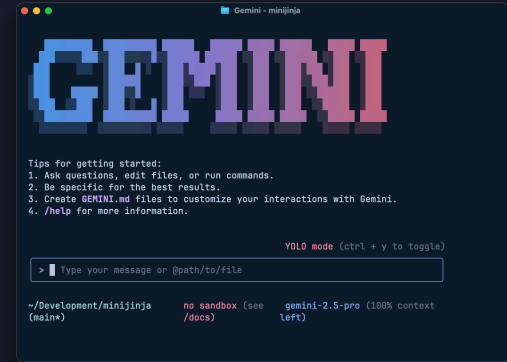 Gemini - minijinja
GEMINI
Tips for getting started:
1. Ask questions, edit files, or run commands.
2. Be specific for the best results.
3. Create GEMINI.md files to customize your interactions with Gemini.
4. /help for more information.
YOLO mode (ctrl + y to toggle)
> Type your message or @path/to/file
~/Development/minijinja no sandbox (see gemini-2.5-pro (100% context
(main*) /docs) left)